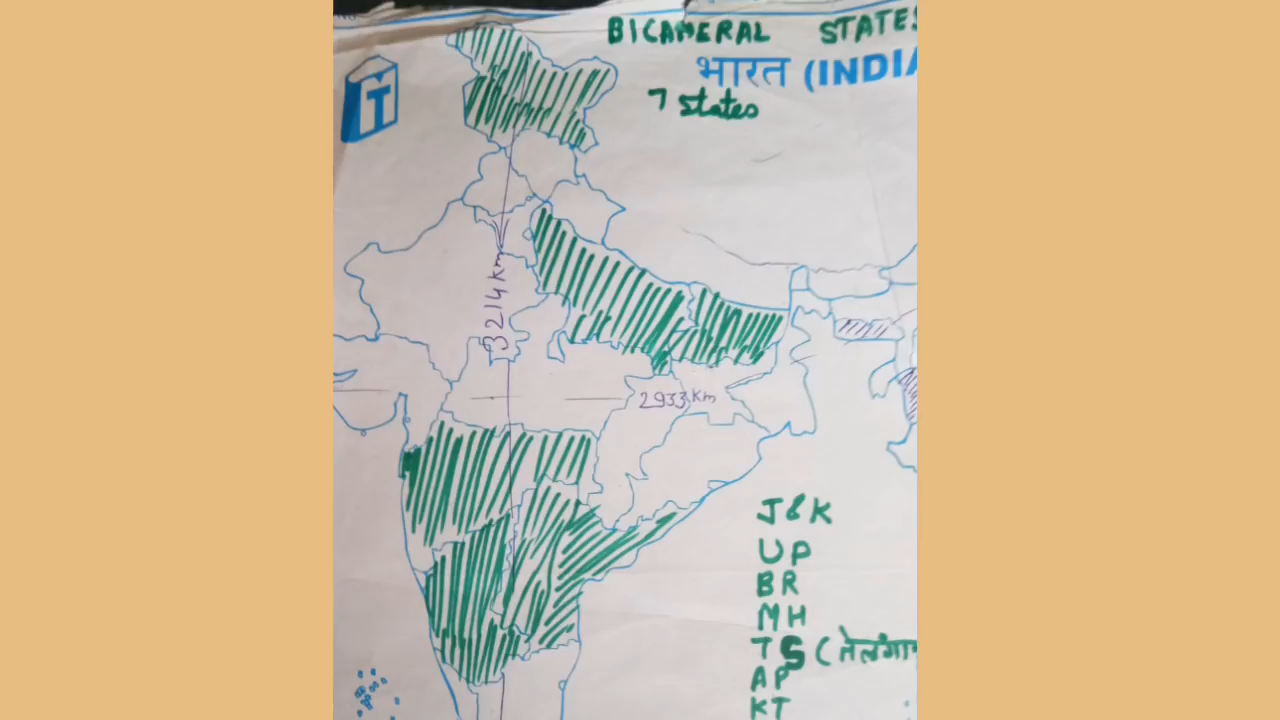 BICAMERAL STATES
भारत (INDIA
7 states
T
3214 Km
2933 Km
J & K
UP
BR
MH
TS (तेलंगा
AP
KT